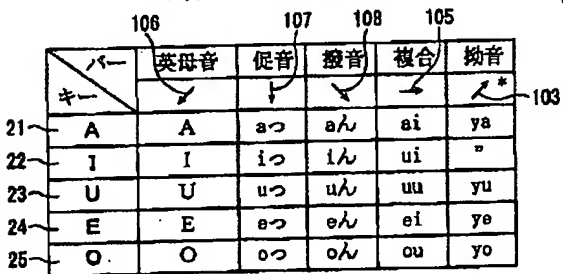 106 107 108 105
バー 英母音 促音 撥音 複合 拗音
キー ↙ ↓ ↘ → ↗ * 103
21 A A aっ aん ai ya
22 I I iっ iん ui "
23 U U uっ uん uu yu
24 E E eっ eん ei ye
25 O O oっ oん ou yo